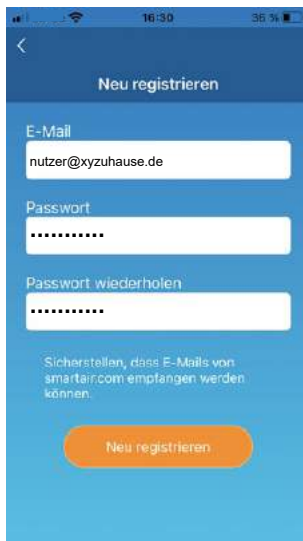 16:30
36 %
Neu registrieren
E-Mail
nutzer@xyzuhause.de
Passwort
•••••••••••
Passwort wiederholen
•••••••••••
Sicherstellen, dass E-Mails von
smartair.com empfangen werden
können.
Neu registrieren